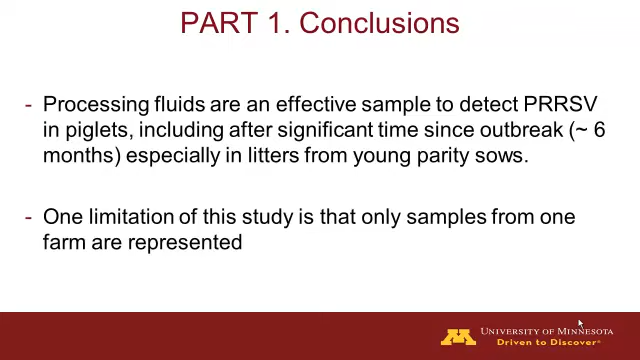 PART 1. Conclusions
- Processing fluids are an effective sample to detect PRRSV
in piglets, including after significant time since outbreak (~ 6
months) especially in litters from young parity sows.
- One limitation of this study is that only samples from one
farm are represented
M UNIVERSITY OF MINNESOTA
Driven to Discover®